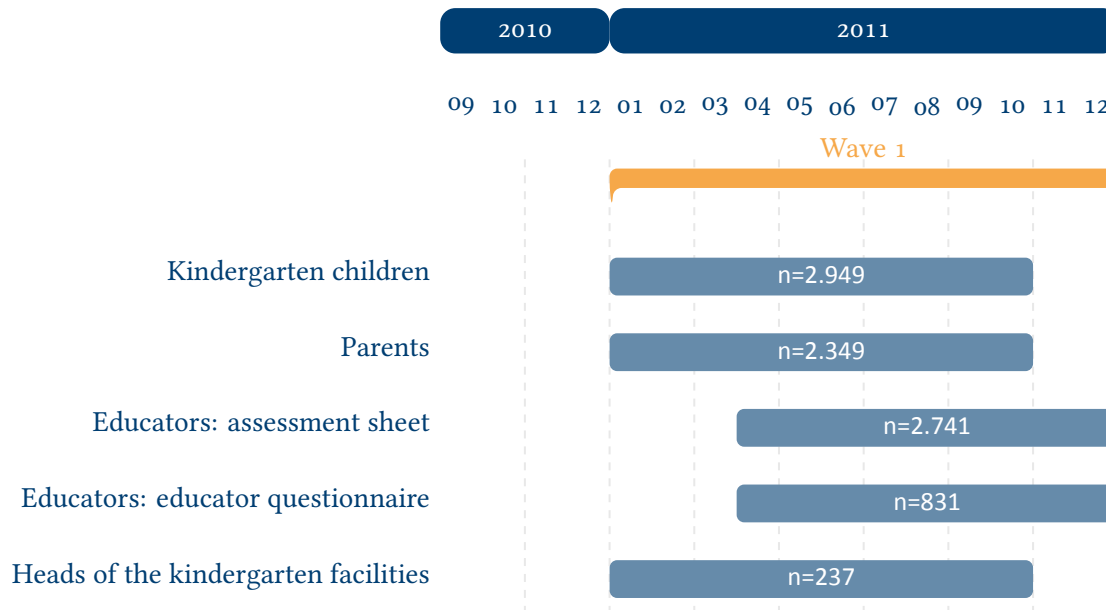 2010 2011
09 10 11 12 01 02 03 04 05 06 07 08 09 10 11 12
Wave 1
Kindergarten children n=2.949
Parents n=2.349
Educators: assessment sheet n=2.741
Educators: educator questionnaire n=831
Heads of the kindergarten facilities n=237